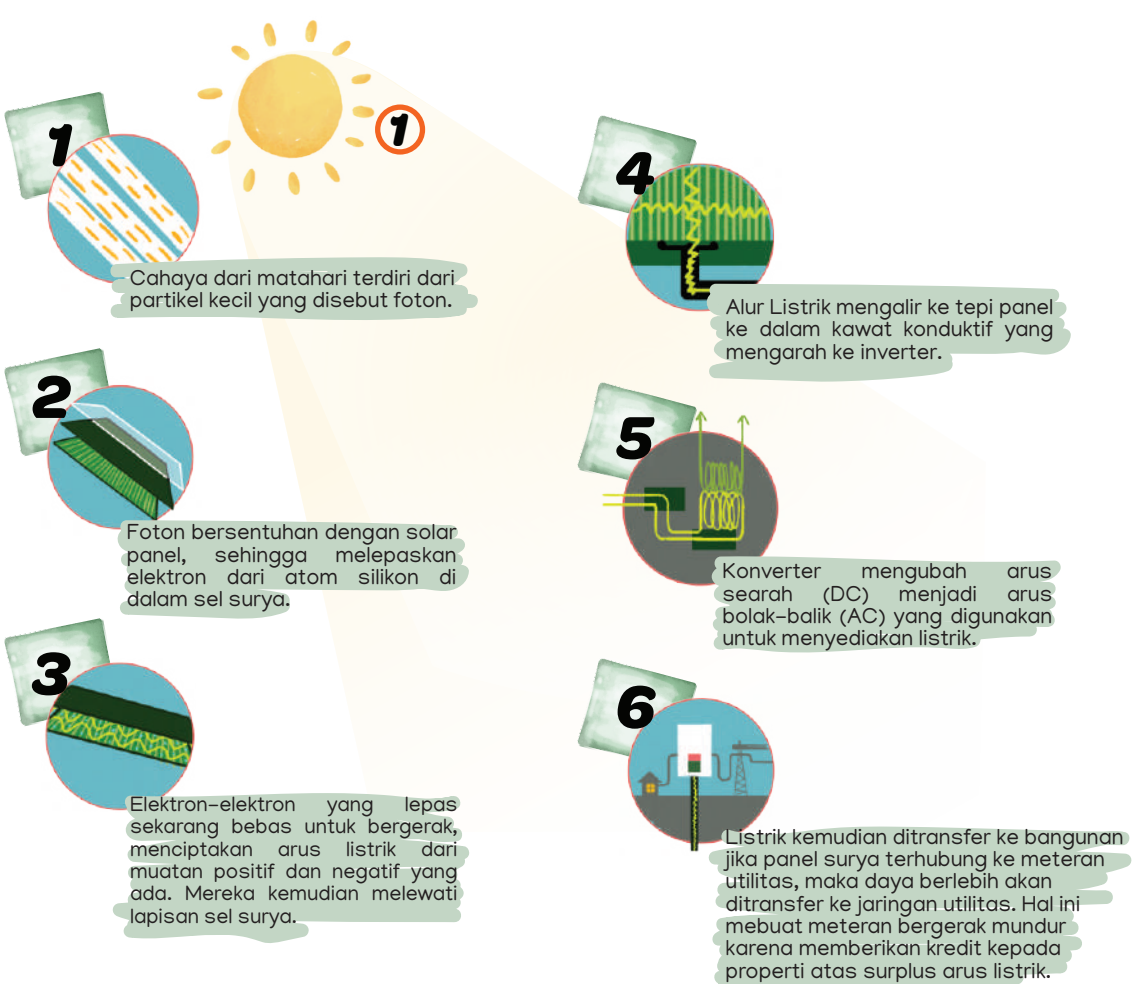 1
1
Cahaya dari matahari terdiri dari
partikel kecil yang disebut foton.
2
Foton bersentuhan dengan solar
panel, sehingga melepaskan
elektron dari atom silikon di
dalam sel surya.
3
Elektron-elektron yang lepas
sekarang bebas untuk bergerak,
menciptakan arus listrik dari
muatan positif dan negatif yang
ada. Mereka kemudian melewati
lapisan sel surya.
4
Alur Listrik mengalir ke tepi panel
ke dalam kawat konduktif yang
mengarah ke inverter.
5
Konverter mengubah arus
searah (DC) menjadi arus
bolak-balik (AC) yang digunakan
untuk menyediakan listrik.
6
Listrik kemudian ditransfer ke bangunan
jika panel surya terhubung ke meteran
utilitas, maka daya berlebih akan
ditransfer ke jaringan utilitas. Hal ini
mebuat meteran bergerak mundur
karena memberikan kredit kepada
properti atas surplus arus listrik.